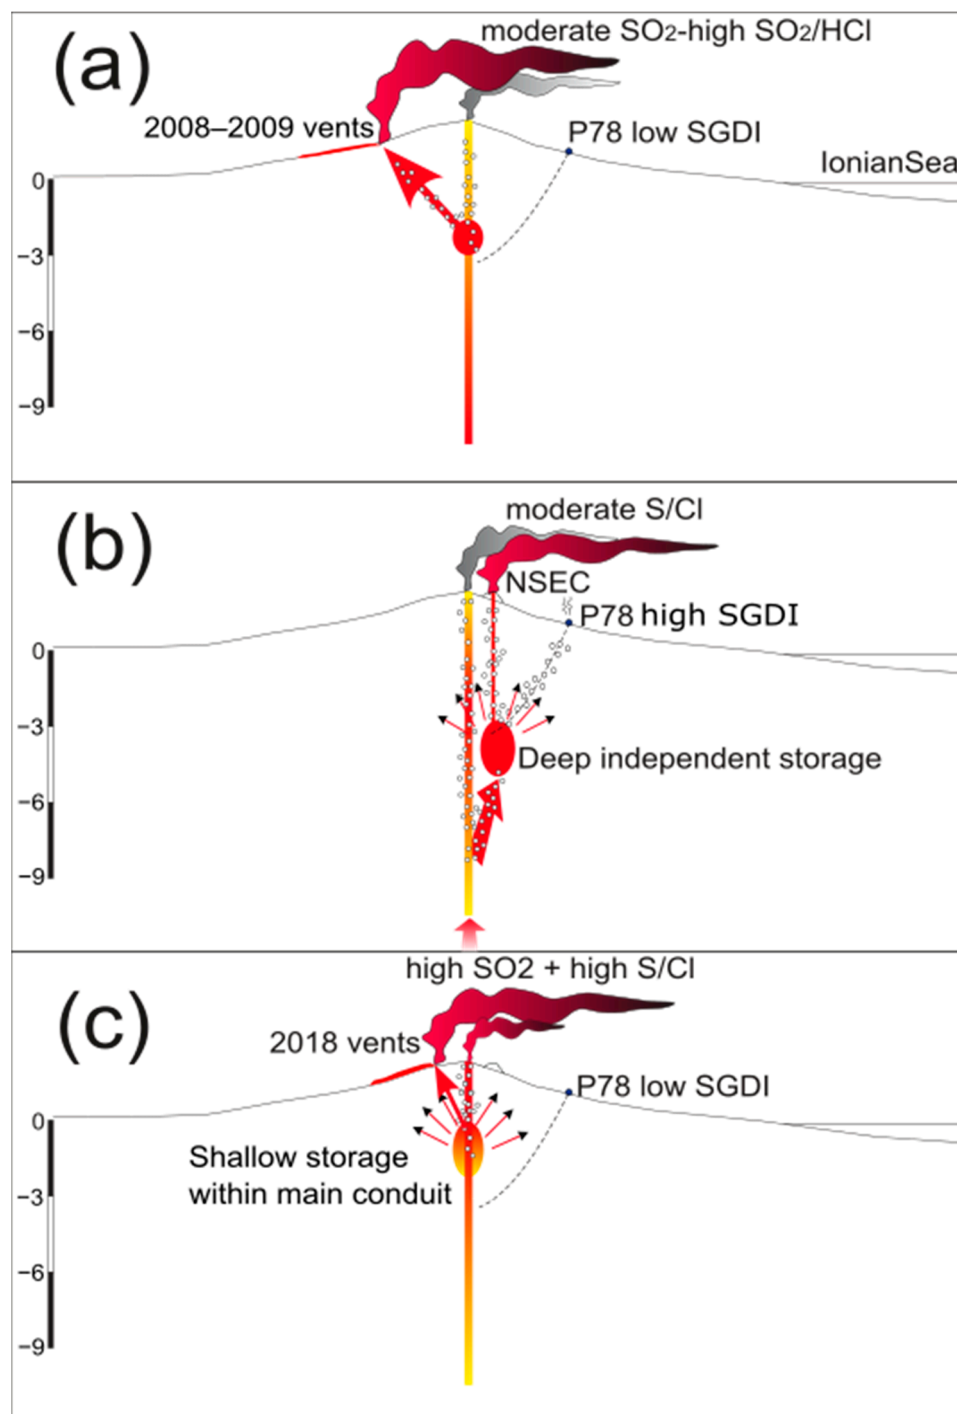 (a)
moderate SO2-high SO2/HCl
2008–2009 vents
P78 low SGDI
IonianSea
0
−3
−6
−9
(b)
moderate S/Cl
NSEC
P78 high SGDI
0
−3
Deep independent storage
−6
−9
high SO2 + high S/Cl
(c)
2018 vents
P78 low SGDI
0
Shallow storage
within main conduit
−3
−6
−9